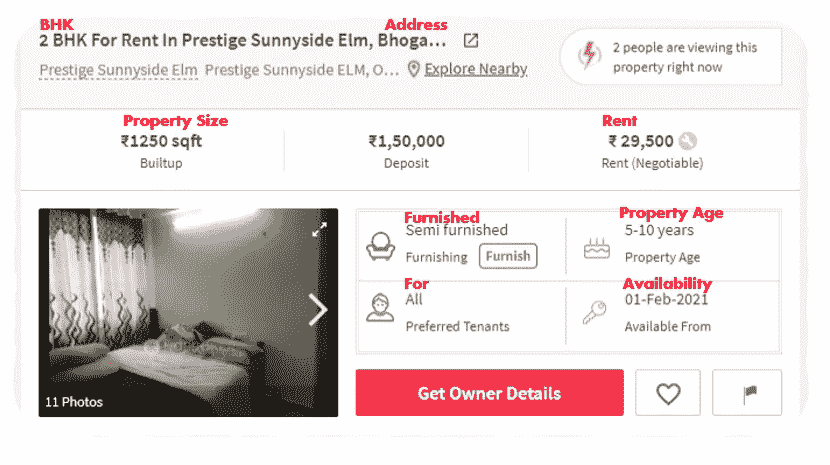 BHK Address
2 BHK For Rent In Prestige Sunnyside Elm, Bhoga...
Prestige Sunnyside Elm Prestige Sunnyside ELM, O... Explore Nearby
2 people are viewing this
property right now
Property Size Rent
₹1250 sqft ₹1,50,000 ₹ 29,500
Builtup Deposit Rent (Negotiable)
Furnished Property Age
Semi furnished 5-10 years
Furnishing Furnish Property Age
For Availability
All 01-Feb-2021
Preferred Tenants Available From
11 Photos
Get Owner Details